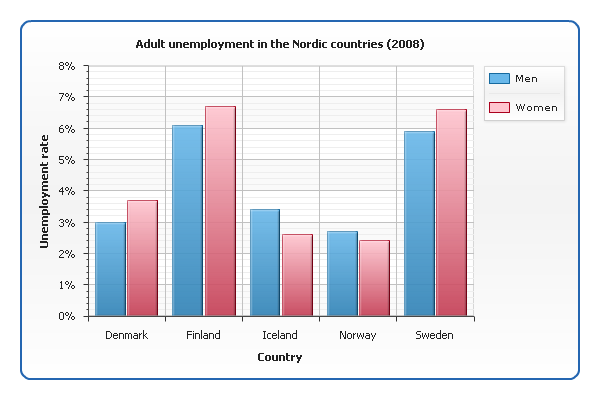 Adult unemployment in the Nordic countries (2008)
Men
Women
Unemployment rate
8%
7%
6%
5%
4%
3%
2%
1%
0%
Denmark
Finland
Iceland
Norway
Sweden
Country